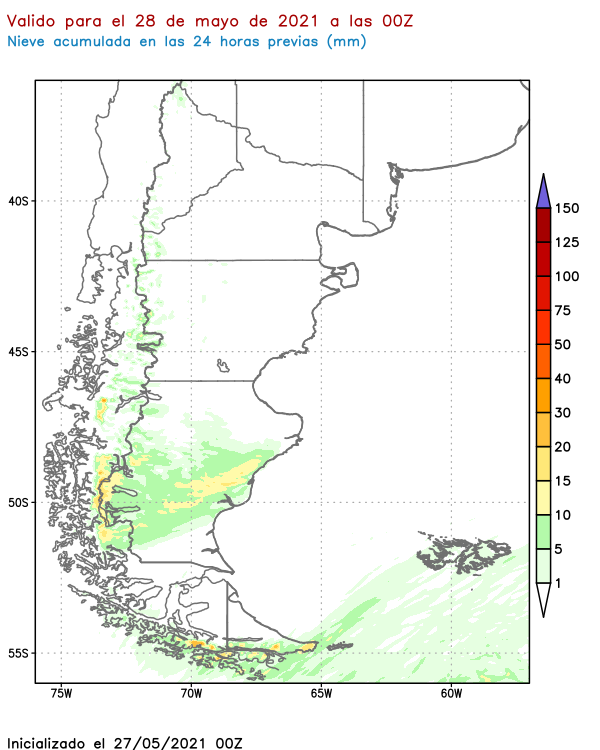 Valido para el 28 de mayo de 2021 a las 00Z
Nieve acumulada en las 24 horas previas (mm)
40S
45S
50S
55S
75W
70W
65W
60W
150
125
100
75
50
40
30
20
15
10
5
1
Inicializado el 27/05/2021 00Z